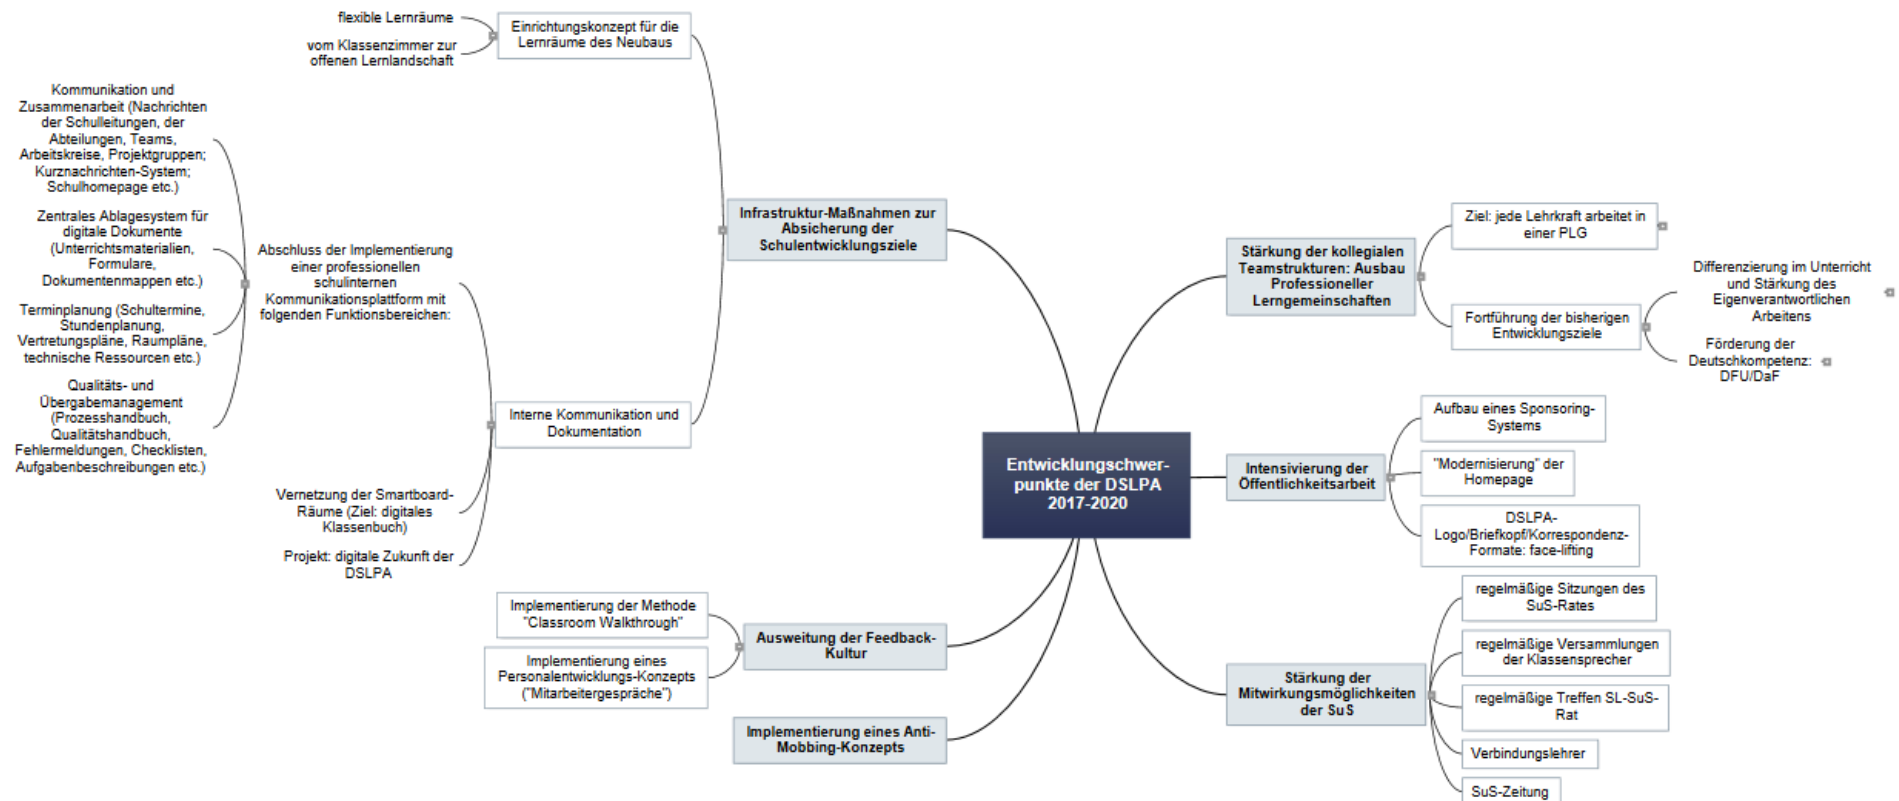 flexible Lernräume
vom Klassenzimmer zur
offenen Lernlandschaft
Einrichtungskonzept für die
Lernräume des Neubaus
Kommunikation und
Zusammenarbeit (Nachrichten
der Schulleitungen, der
Abteilungen, Teams,
Arbeitskreise, Projektgruppen;
Kurznachrichten-System;
Schulhomepage etc.)
Zentrales Ablagesystem für
digitale Dokumente
(Unterrichtsmaterialien,
Formulare,
Dokumentenmappen etc.)
Terminplanung (Schultermine,
Stundenplanung,
Vertretungspläne, Raumpläne,
technische Ressourcen etc.)
Qualitäts- und
Übergabemanagement
(Prozesshandbuch,
Qualitätshandbuch,
Fehlermeldungen, Checklisten,
Aufgabenbeschreibungen etc.)
Abschluss der Implementierung
einer professionellen
schulinternen
Kommunikationsplattform mit
folgenden Funktionsbereichen:
Vernetzung der Smartboard-
Räume (Ziel: digitales
Klassenbuch)
Projekt: digitale Zukunft der
DSLPA
Interne Kommunikation und
Dokumentation
Infrastruktur-Maßnahmen zur
Absicherung der
Schulentwicklungsziele
Implementierung der Methode
"Classroom Walkthrough"
Implementierung eines
Personalentwicklungs-Konzepts
("Mitarbeitergespräche")
Ausweitung der Feedback-
Kultur
Implementierung eines Anti-
Mobbing-Konzepts
Entwicklungschwer-
punkte der DSLPA
2017-2020
Stärkung der kollegialen
Teamstrukturen: Ausbau
Professioneller
Lerngemeinschaften
Ziel: jede Lehrkraft arbeitet in
einer PLG
Fortführung der bisherigen
Entwicklungsziele
Differenzierung im Unterricht
und Stärkung des
Eigenverantwortlichen
Arbeitens
Förderung der
Deutschkompetenz:
DFU/DaF
Intensivierung der
Öffentlichkeitsarbeit
Aufbau eines Sponsoring-
Systems
"Modernisierung" der
Homepage
DSLPA-
Logo/Briefkopf/Korrespondenz-
Formate: face-lifting
Stärkung der
Mitwirkungsmöglichkeiten
der SuS
regelmäßige Sitzungen des
SuS-Rates
regelmäßige Versammlungen
der Klassensprecher
regelmäßige Treffen SL-SuS-
Rat
Verbindungslehrer
SuS-Zeitung